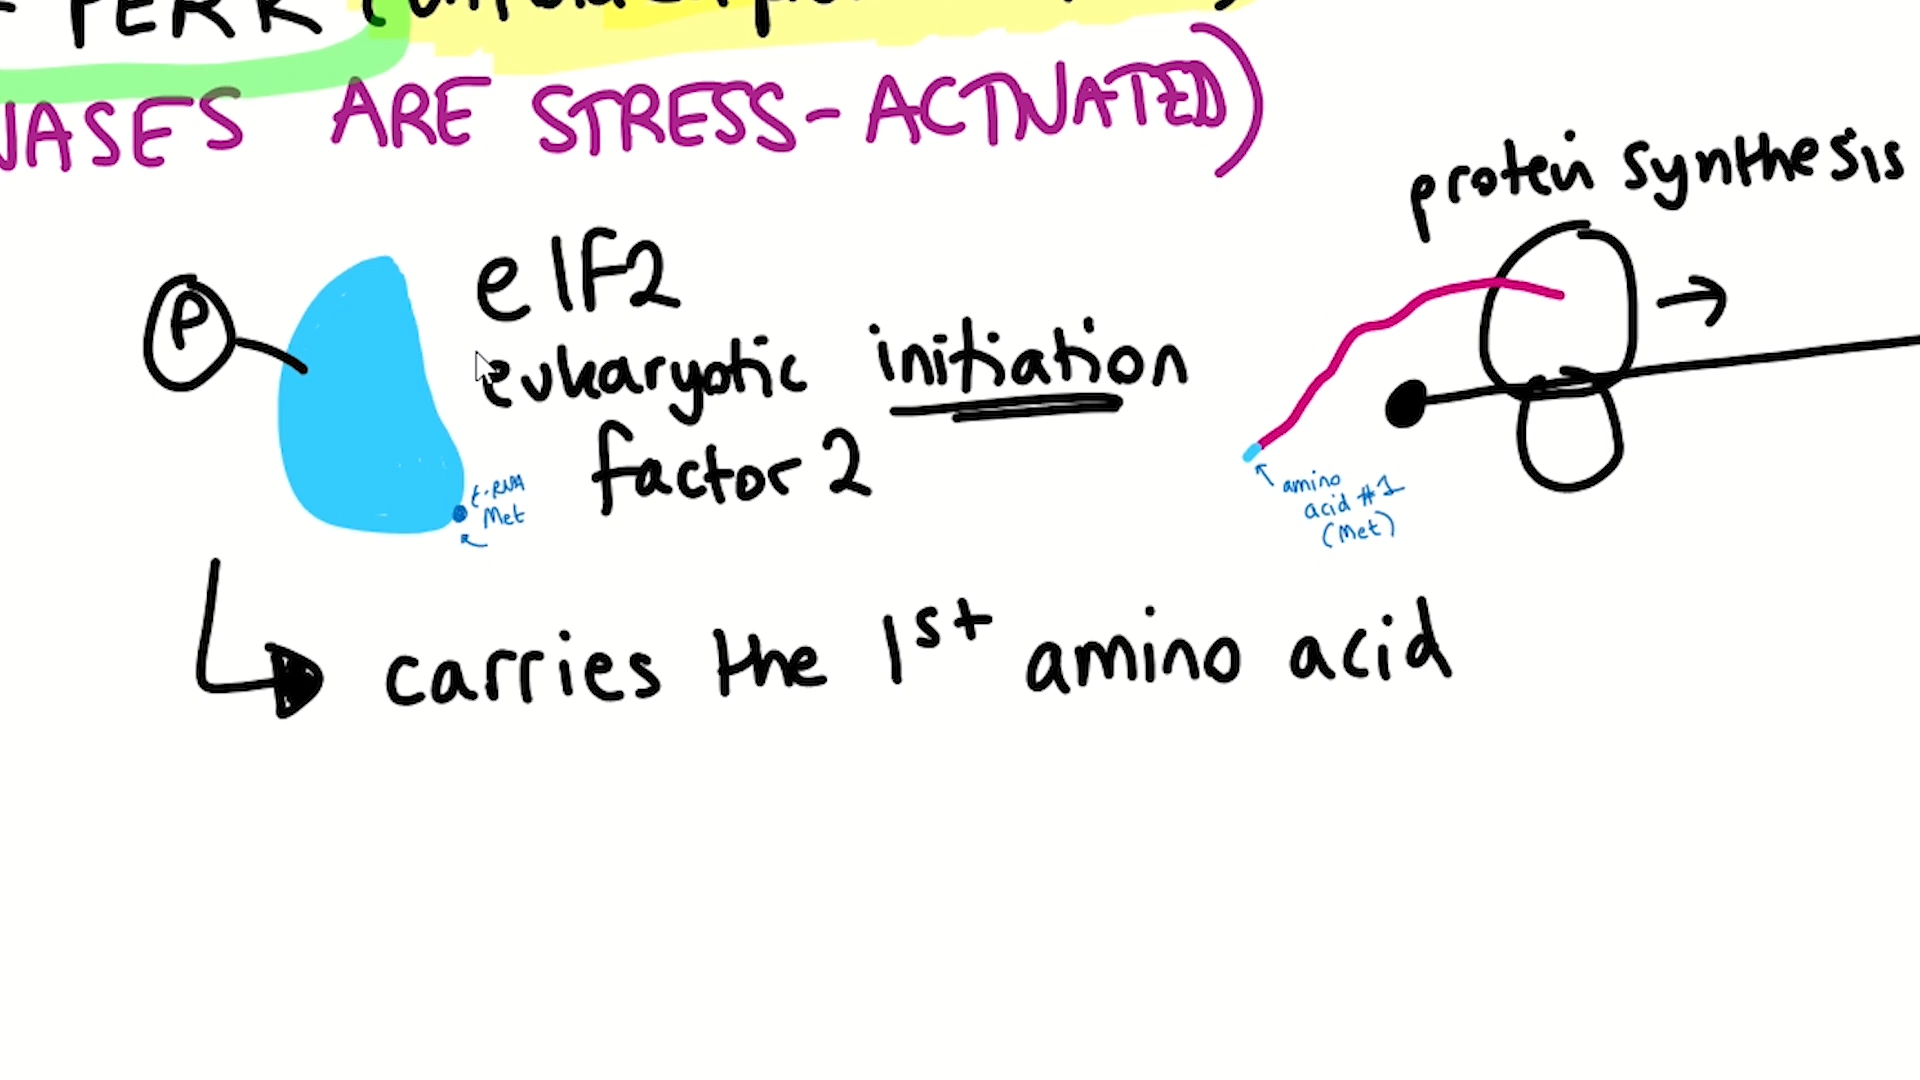 PERK
NASES ARE STRESS-ACTIVATED)
protein synthesis
P
eIF2
eukaryotic initiation
factor 2
t-RNA
Met
amino
acid #1
(Met)
carries the 1st amino acid